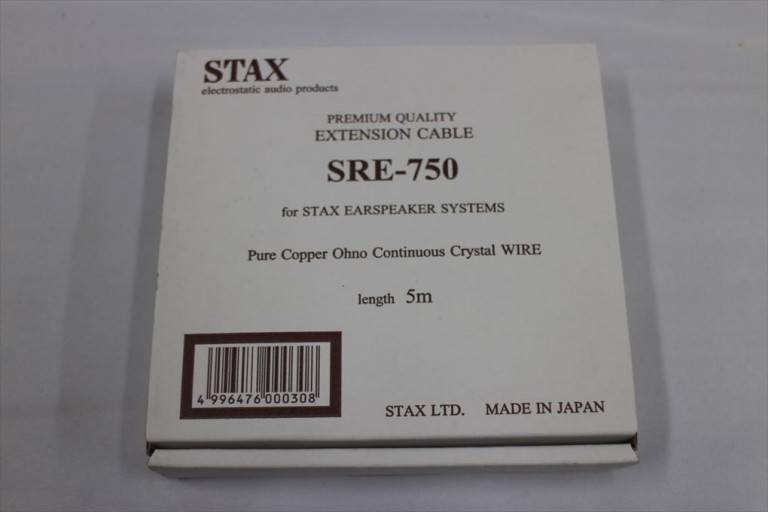 STAX
electrostatic audio products
PREMIUM QUALITY
EXTENSION CABLE
SRE-750
for STAX EARSPEAKER SYSTEMS
Pure Copper Ohno Continuous Crystal WIRE
length 5m
4 996476 000308
STAX LTD. MADE IN JAPAN